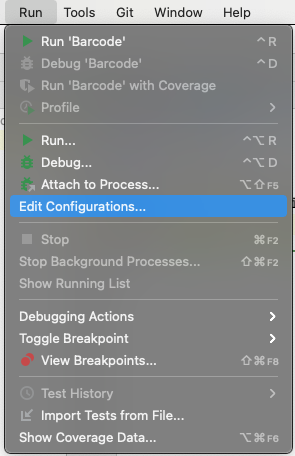 Run Tools Git Window Help
Run 'Barcode' ^ R
Debug 'Barcode' ^ D
Run 'Barcode' with Coverage
Profile
Run... ^⌥ R
Debug... ^⌥ D
Attach to Process... ⌥⇧F5
Edit Configurations...
Stop ⌘F2
Stop Background Processes... ⇧⌘F2
Show Running List
Debugging Actions
Toggle Breakpoint
View Breakpoints... ⇧⌘F8
Test History
Import Tests from File...
Show Coverage Data... ⌥⌘F6